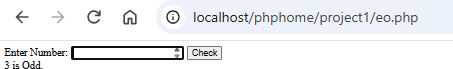 localhost/phphome/project1/eo.php
Enter Number: Check
3 is Odd.